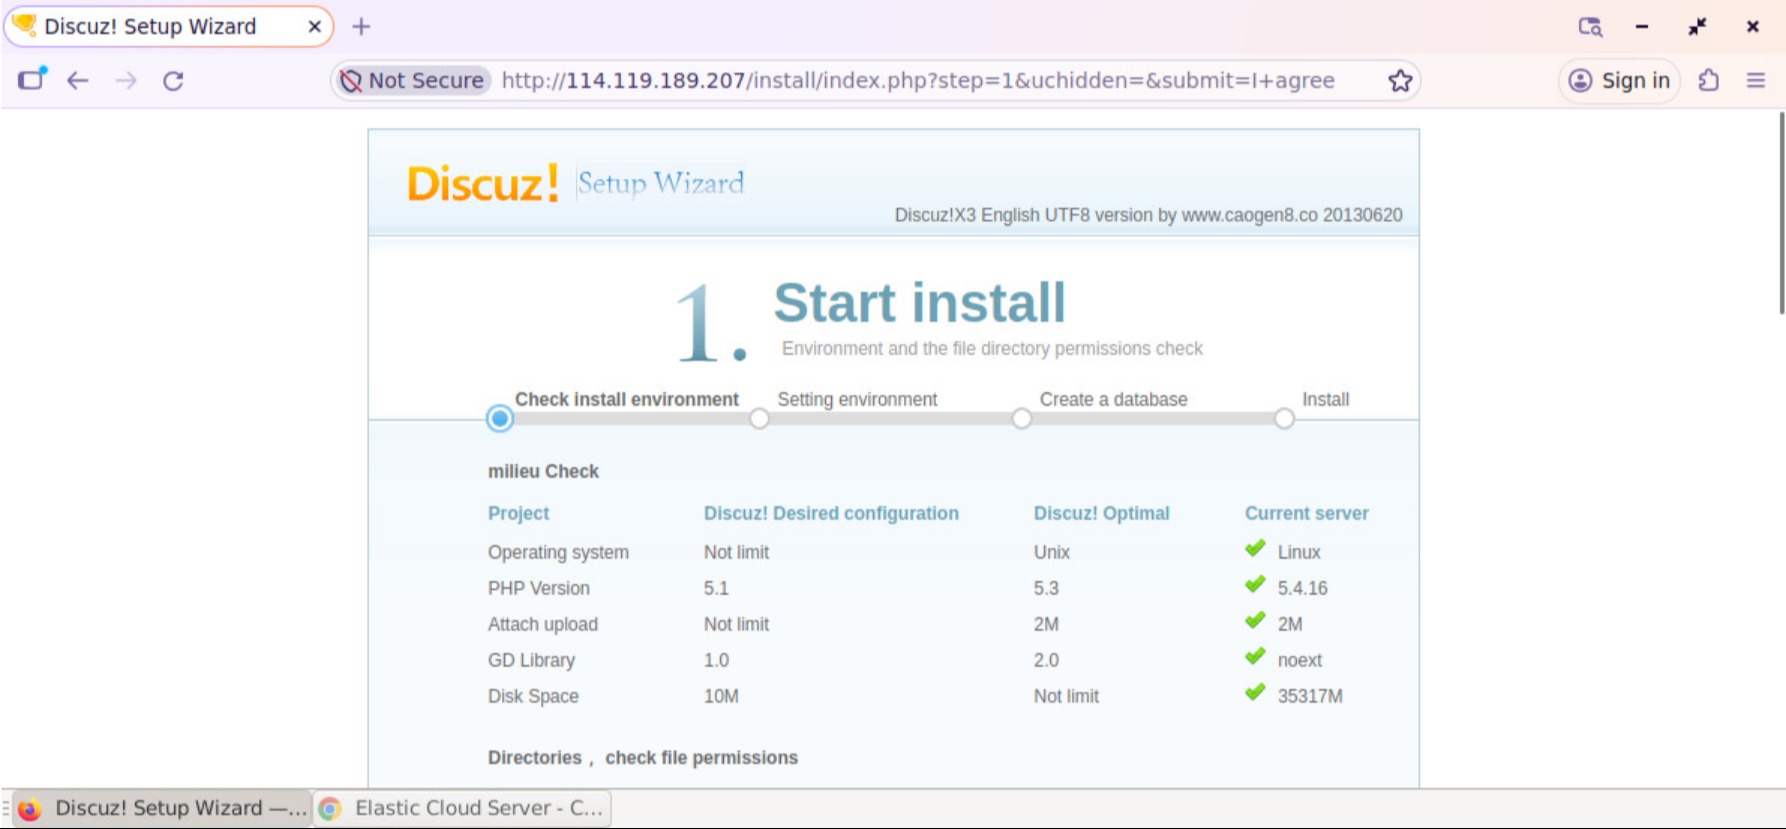 Discuz! Setup Wizard
Not Secure http://114.119.189.207/install/index.php?step=1&uchidden=&submit=I+agree Sign in
Discuz! Setup Wizard
Discuz!X3 English UTF8 version by www.caogen8.co 20130620
1. Start install
Environment and the file directory permissions check
Check install environment Setting environment Create a database Install
milieu Check
Project Discuz! Desired configuration Discuz! Optimal Current server
Operating system Not limit Unix Linux
PHP Version 5.1 5.3 5.4.16
Attach upload Not limit 2M 2M
GD Library 1.0 2.0 noext
Disk Space 10M Not limit 35317M
Directories ，check file permissions
Discuz! Setup Wizard —... Elastic Cloud Server - C...